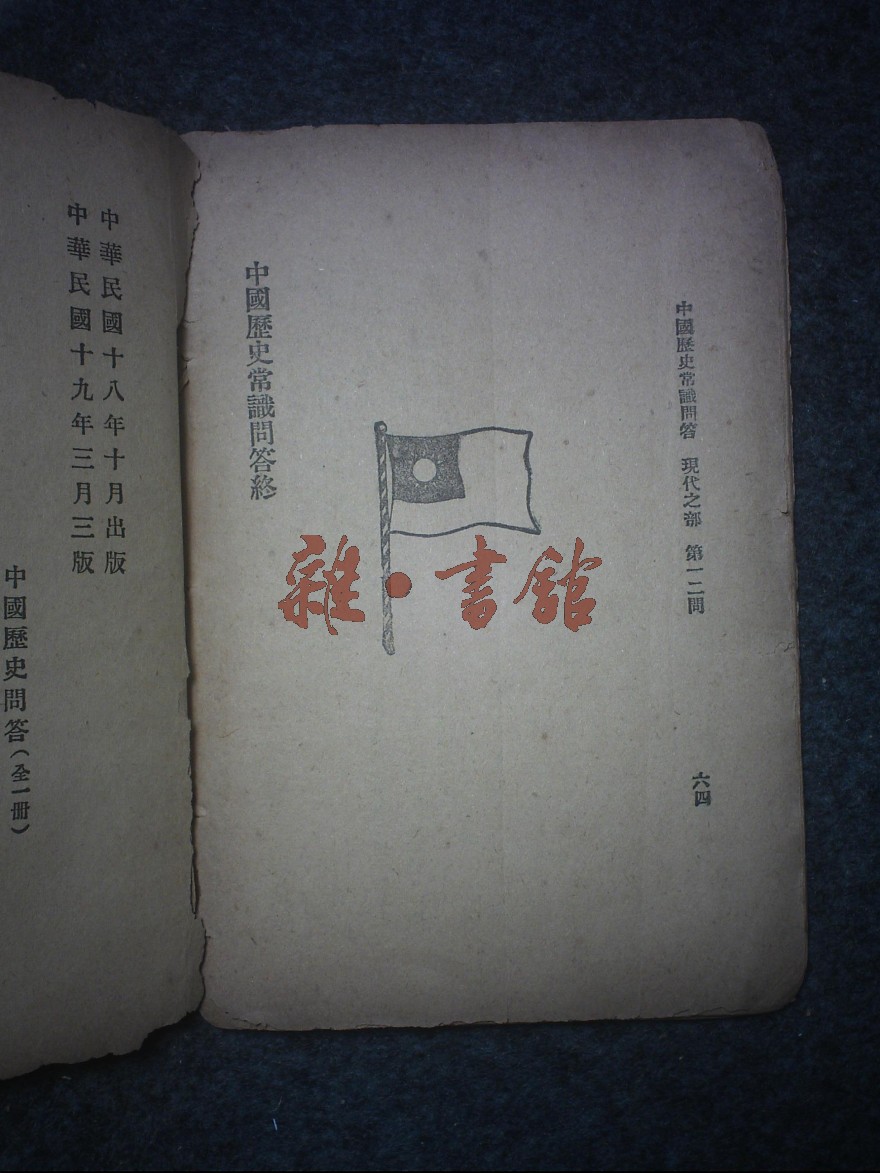 中國歷史常識問答　現代之部　第一二問
六四
中國歷史常識問答終
雜·書館
中華民國十八年十月出版
中華民國十九年三月三版
中國歷史問答（全一冊）